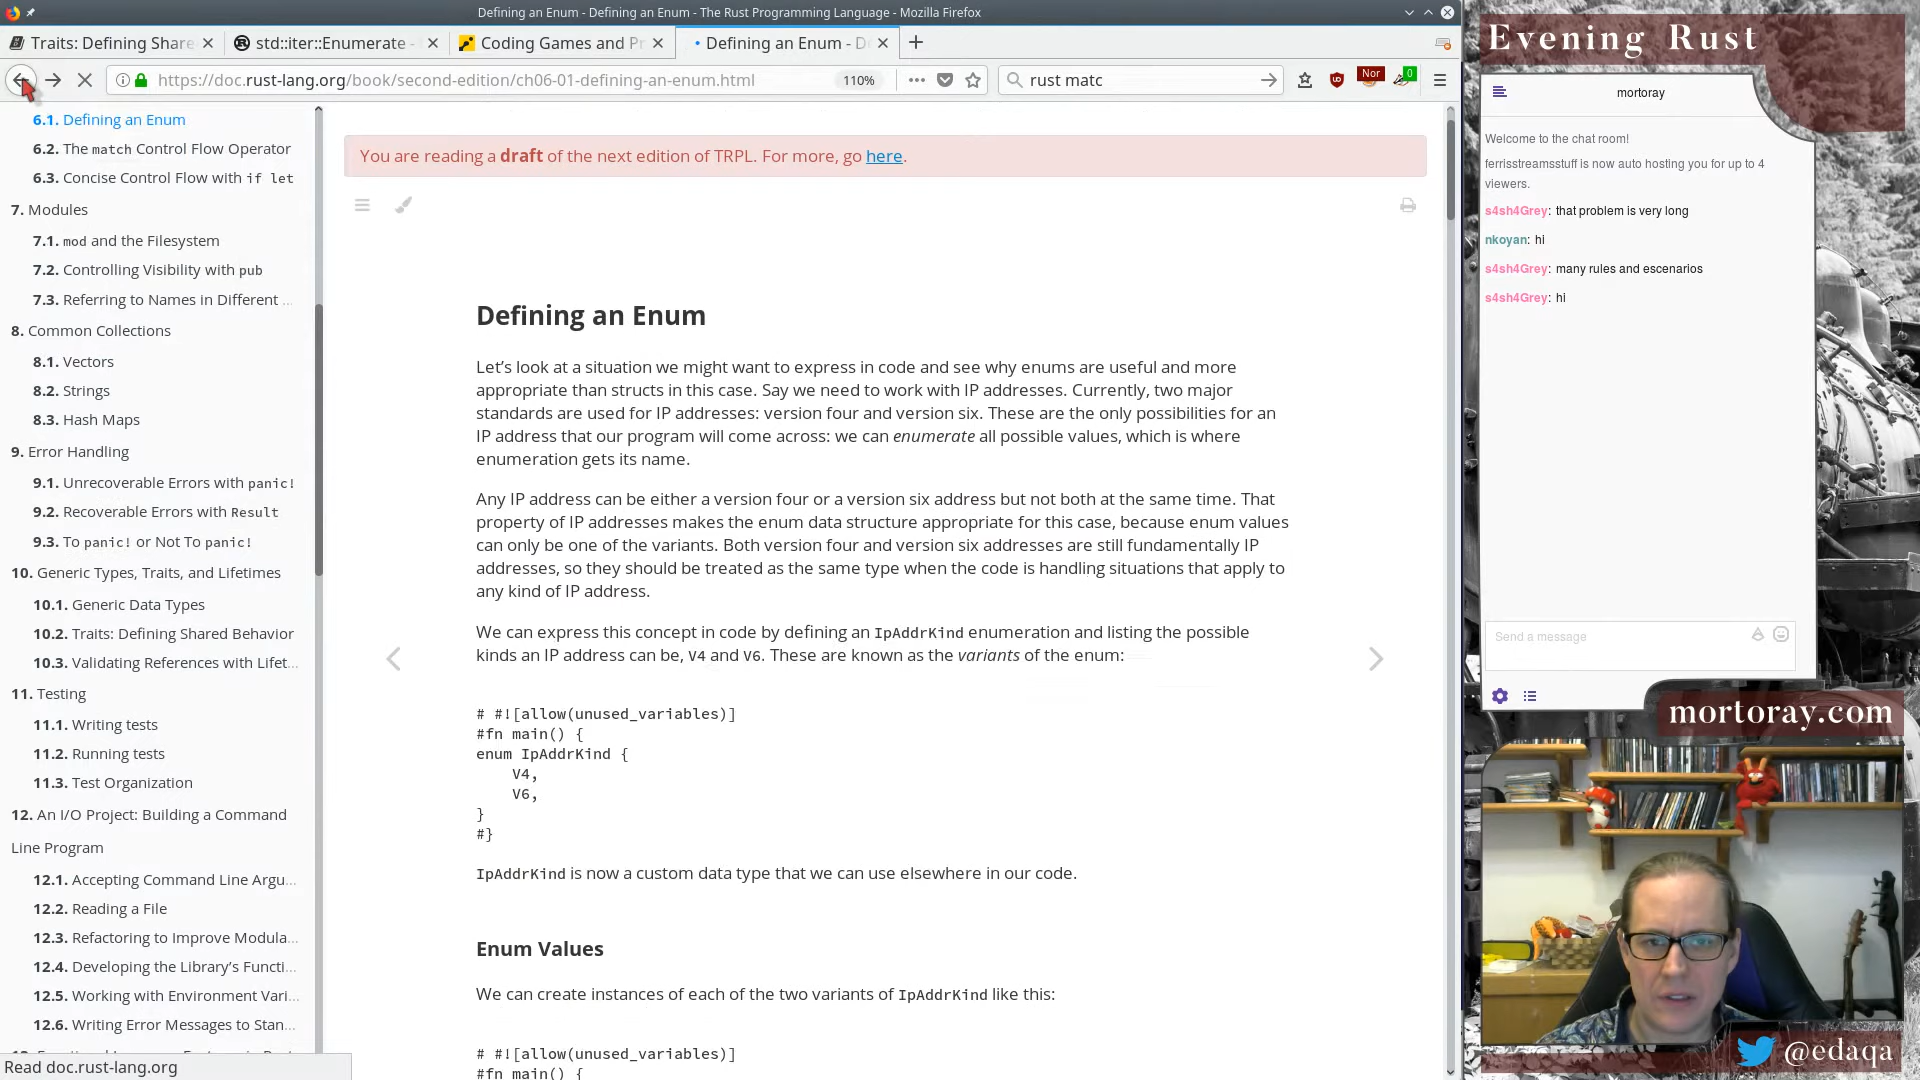 Defining an Enum - Defining an Enum - The Rust Programming Language - Mozilla Firefox
Traits: Defining Share
std::iter::Enumerate -
Coding Games and Pr
Defining an Enum - D
https://doc.rust-lang.org/book/second-edition/ch06-01-defining-an-enum.html
110%
rust matc
Nor
0
6.1. Defining an Enum
6.2. The match Control Flow Operator
6.3. Concise Control Flow with if let
7. Modules
7.1. mod and the Filesystem
7.2. Controlling Visibility with pub
7.3. Referring to Names in Different ...
8. Common Collections
8.1. Vectors
8.2. Strings
8.3. Hash Maps
9. Error Handling
9.1. Unrecoverable Errors with panic!
9.2. Recoverable Errors with Result
9.3. To panic! or Not To panic!
10. Generic Types, Traits, and Lifetimes
10.1. Generic Data Types
10.2. Traits: Defining Shared Behavior
10.3. Validating References with Lifet...
11. Testing
11.1. Writing tests
11.2. Running tests
11.3. Test Organization
12. An I/O Project: Building a Command
Line Program
12.1. Accepting Command Line Argu...
12.2. Reading a File
12.3. Refactoring to Improve Modula...
12.4. Developing the Library's Functi...
12.5. Working with Environment Vari...
12.6. Writing Error Messages to Stan...
Read doc.rust-lang.org
You are reading a draft of the next edition of TRPL. For more, go here.
Defining an Enum
Let's look at a situation we might want to express in code and see why enums are useful and more
appropriate than structs in this case. Say we need to work with IP addresses. Currently, two major
standards are used for IP addresses: version four and version six. These are the only possibilities for an
IP address that our program will come across: we can enumerate all possible values, which is where
enumeration gets its name.
Any IP address can be either a version four or a version six address but not both at the same time. That
property of IP addresses makes the enum data structure appropriate for this case, because enum values
can only be one of the variants. Both version four and version six addresses are still fundamentally IP
addresses, so they should be treated as the same type when the code is handling situations that apply to
any kind of IP address.
We can express this concept in code by defining an IpAddrKind enumeration and listing the possible
kinds an IP address can be, V4 and V6. These are known as the variants of the enum:
# #![allow(unused_variables)]
#fn main() {
enum IpAddrKind {
V4,
V6,
}
#}
IpAddrKind is now a custom data type that we can use elsewhere in our code.
Enum Values
We can create instances of each of the two variants of IpAddrKind like this:
# #![allow(unused_variables)]
#fn main() {
Evening Rust
mortoray
Welcome to the chat room!
ferrisstreamsstuff is now auto hosting you for up to 4
viewers.
s4sh4Grey: that problem is very long
nkoyan: hi
s4sh4Grey: many rules and escenarios
s4sh4Grey: hi
Send a message
mortoray.com
@edaqa